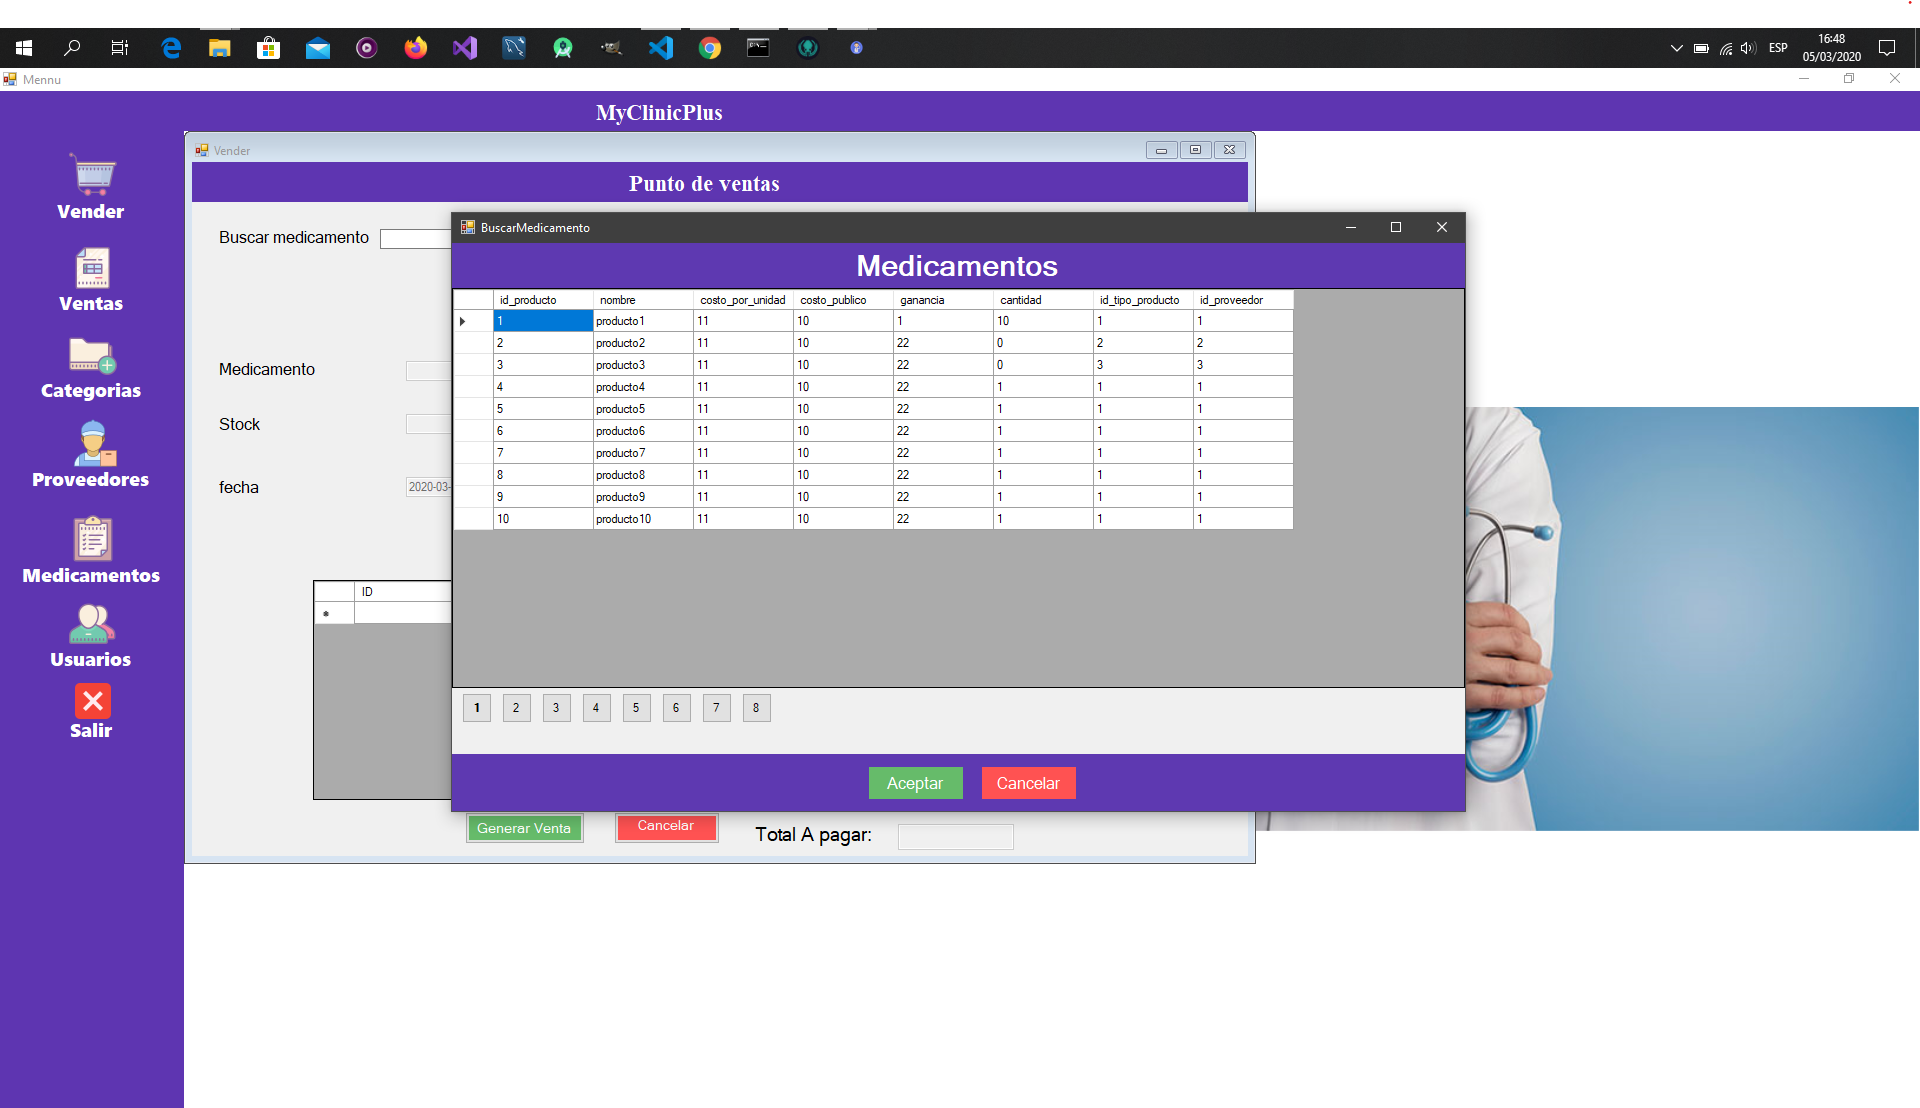 ESP
16:48
05/03/2020
Mennu
MyClinicPlus
Vender
Ventas
Categorias
Proveedores
Medicamentos
Usuarios
Salir
Vender
Punto de ventas
Buscar medicamento
Medicamento
Stock
fecha
2020-03-
ID
Generar Venta
Cancelar
Total A pagar:
BuscarMedicamento
Medicamentos
id_producto nombre costo_por_unidad costo_publico ganancia cantidad id_tipo_producto id_proveedor
1 producto1 11 10 1 10 1 1
2 producto2 11 10 22 0 2 2
3 producto3 11 10 22 0 3 3
4 producto4 11 10 22 1 1 1
5 producto5 11 10 22 1 1 1
6 producto6 11 10 22 1 1 1
7 producto7 11 10 22 1 1 1
8 producto8 11 10 22 1 1 1
9 producto9 11 10 22 1 1 1
10 producto10 11 10 22 1 1 1
1 2 3 4 5 6 7 8
Aceptar Cancelar